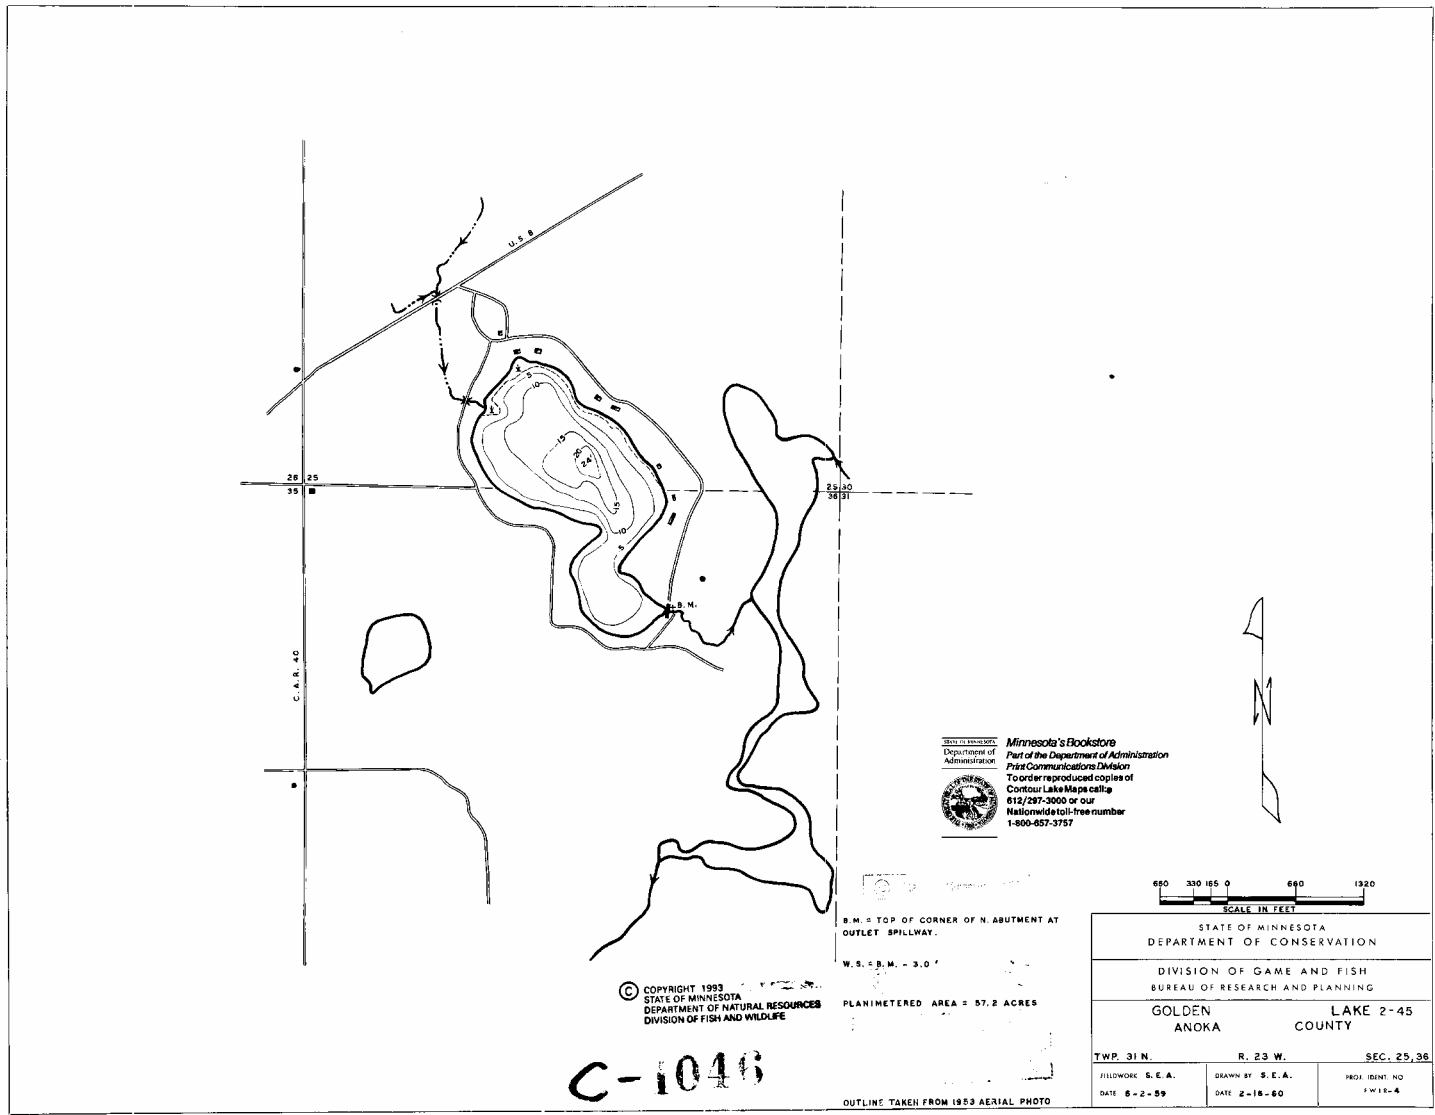 U.S. 8
5
10
15
20
24'
15
10
5
26 25
35
25 30
36 31
B.M.
C.A.R. 40
N
STATE OF MINNESOTA
Department of
Administration
Minnesota's Bookstore
Part of the Department of Administration
Print Communications Division
To order reproduced copies of
Contour Lake Maps call:
612/297-3000 or our
Nationwide toll-free number
1-800-657-3757
660 330 165 0 660 1320
SCALE IN FEET
B.M. = TOP OF CORNER OF N. ABUTMENT AT
OUTLET SPILLWAY.
W.S. = B.M. - 3.0'
PLANIMETERED AREA = 57.2 ACRES
OUTLINE TAKEN FROM 1953 AERIAL PHOTO
© COPYRIGHT 1993
STATE OF MINNESOTA
DEPARTMENT OF NATURAL RESOURCES
DIVISION OF FISH AND WILDLIFE
C-1046
STATE OF MINNESOTA
DEPARTMENT OF CONSERVATION
DIVISION OF GAME AND FISH
BUREAU OF RESEARCH AND PLANNING
GOLDEN LAKE 2-45
ANOKA COUNTY
TWP. 31 N. R. 23 W. SEC. 25,36
FIELDWORK S.E.A.
DATE 6-2-59
DRAWN BY S.E.A.
DATE 2-16-60
PROJ. IDENT. NO
FW1R-4